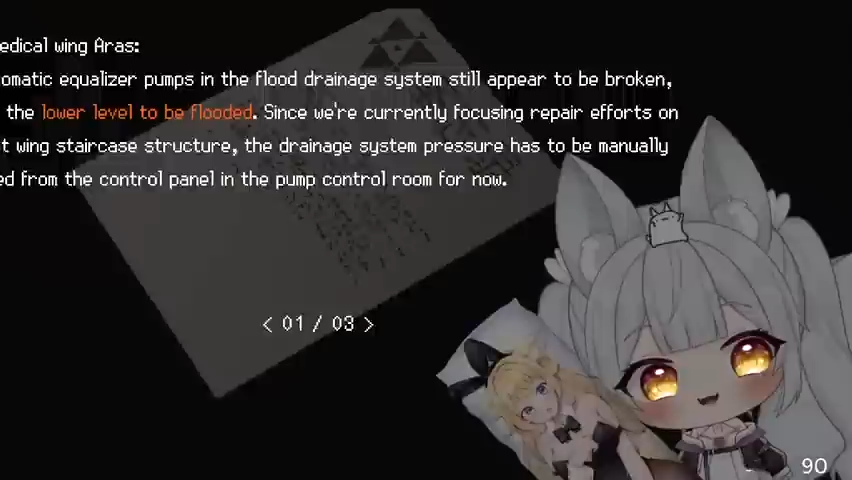 edical wing Aras:
omatic equalizer pumps in the flood drainage system still appear to be broken,
the lower level to be flooded. Since we're currently focusing repair efforts on
t wing staircase structure, the drainage system pressure has to be manually
ed from the control panel in the pump control room for now.
< 01 / 03 >
90